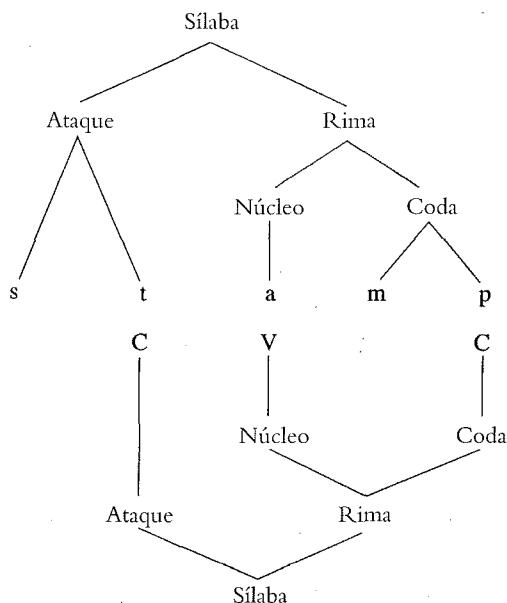 Sílaba
Ataque Rima
Núcleo Coda
s t a m p
C V C
Núcleo Coda
Ataque Rima
Sílaba